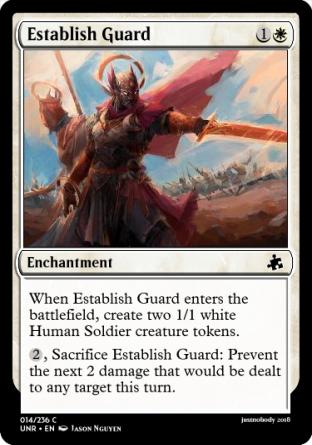 Establish Guard 1
Enchantment
When Establish Guard enters the
battlefield, create two 1/1 white
Human Soldier creature tokens.
2, Sacrifice Establish Guard: Prevent
the next 2 damage that would be dealt
to any target this turn.
014/236 C justnobody 2018
UNR • EN Jason Nguyen